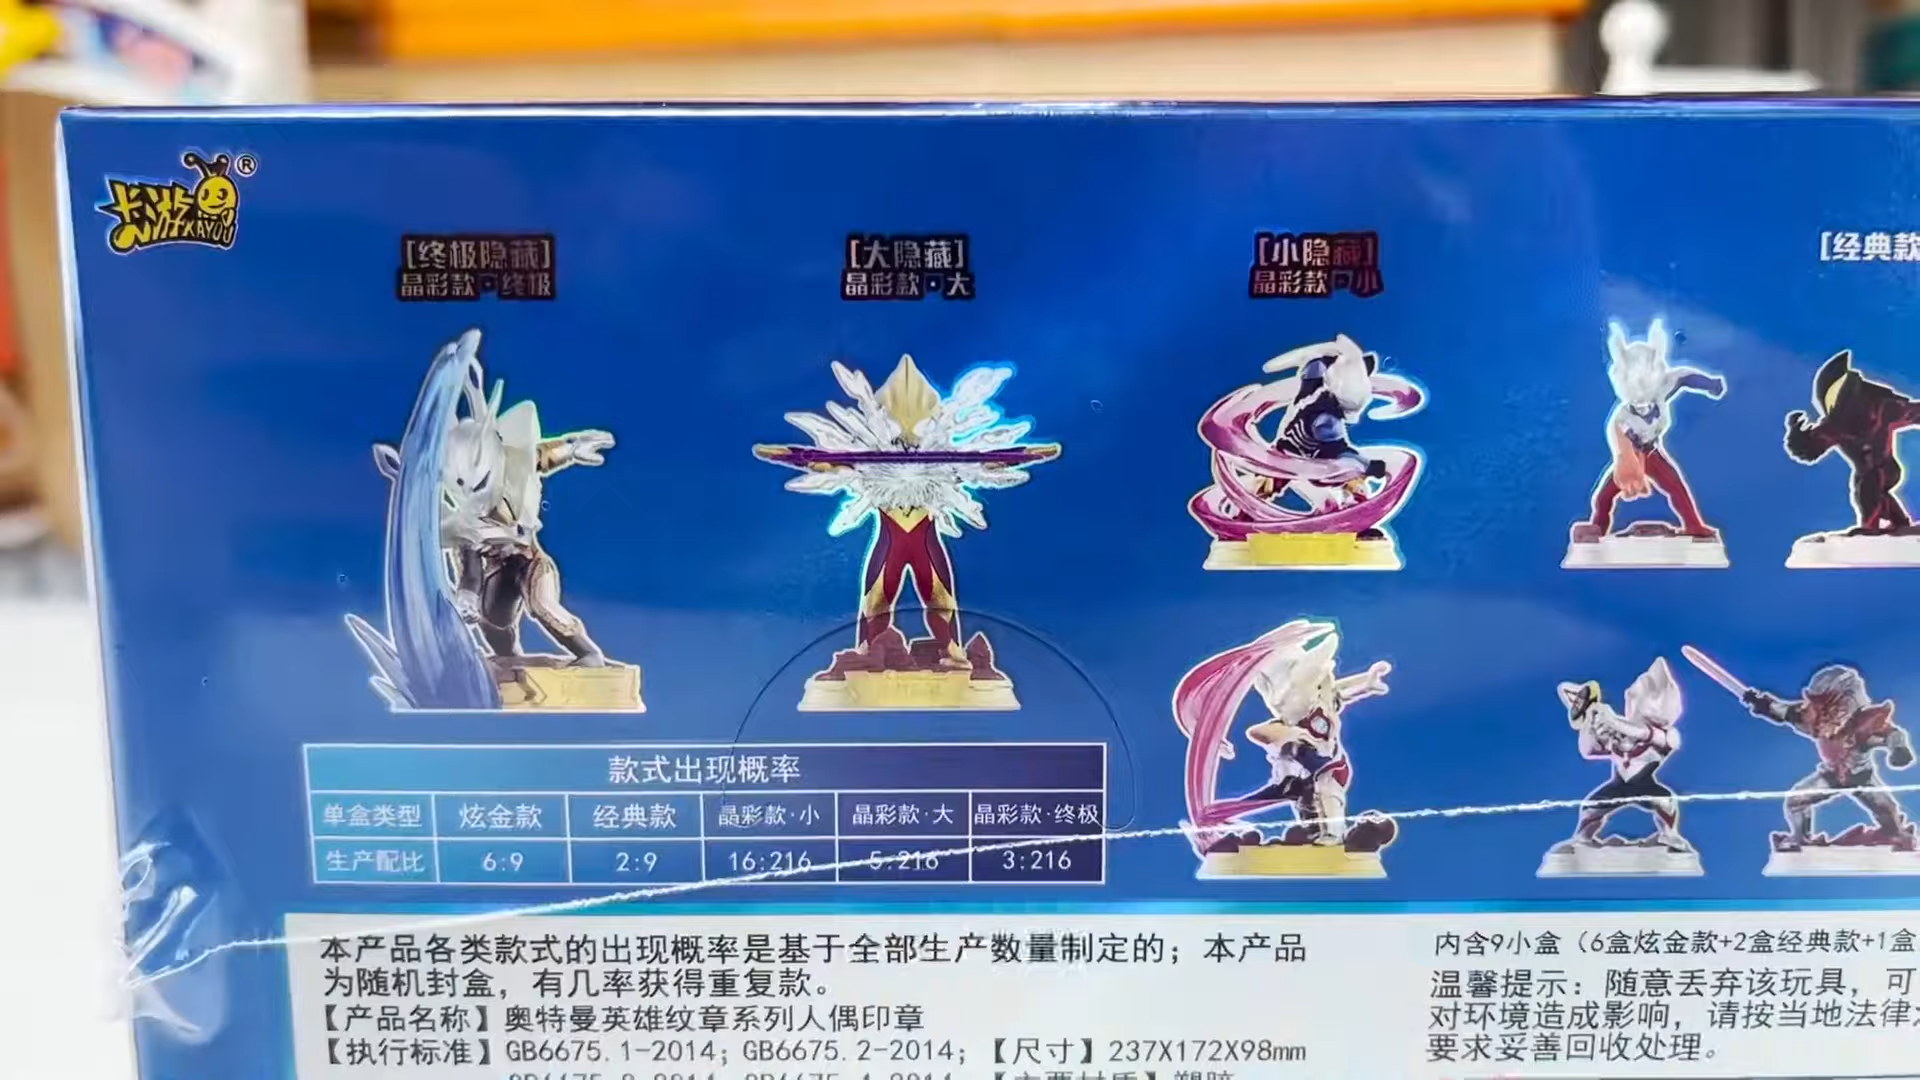 卡游
KAYOU
®
[终极隐藏]
晶彩款·终极
[大隐藏]
晶彩款·大
[小隐藏]
晶彩款·小
[经典款
款式出现概率
单盒类型 炫金款 经典款 晶彩款·小 晶彩款·大 晶彩款·终极
生产配比 6:9 2:9 16:216 5:216 3:216
本产品各类款式的出现概率是基于全部生产数量制定的；本产品
为随机封盒，有几率获得重复款。
【产品名称】奥特曼英雄纹章系列人偶印章
【执行标准】GB6675.1-2014；GB6675.2-2014；【尺寸】237X172X98mm
内含9小盒（6盒炫金款+2盒经典款+1盒
温馨提示：随意丢弃该玩具，可
对环境造成影响，请按当地法律
要求妥善回收处理。